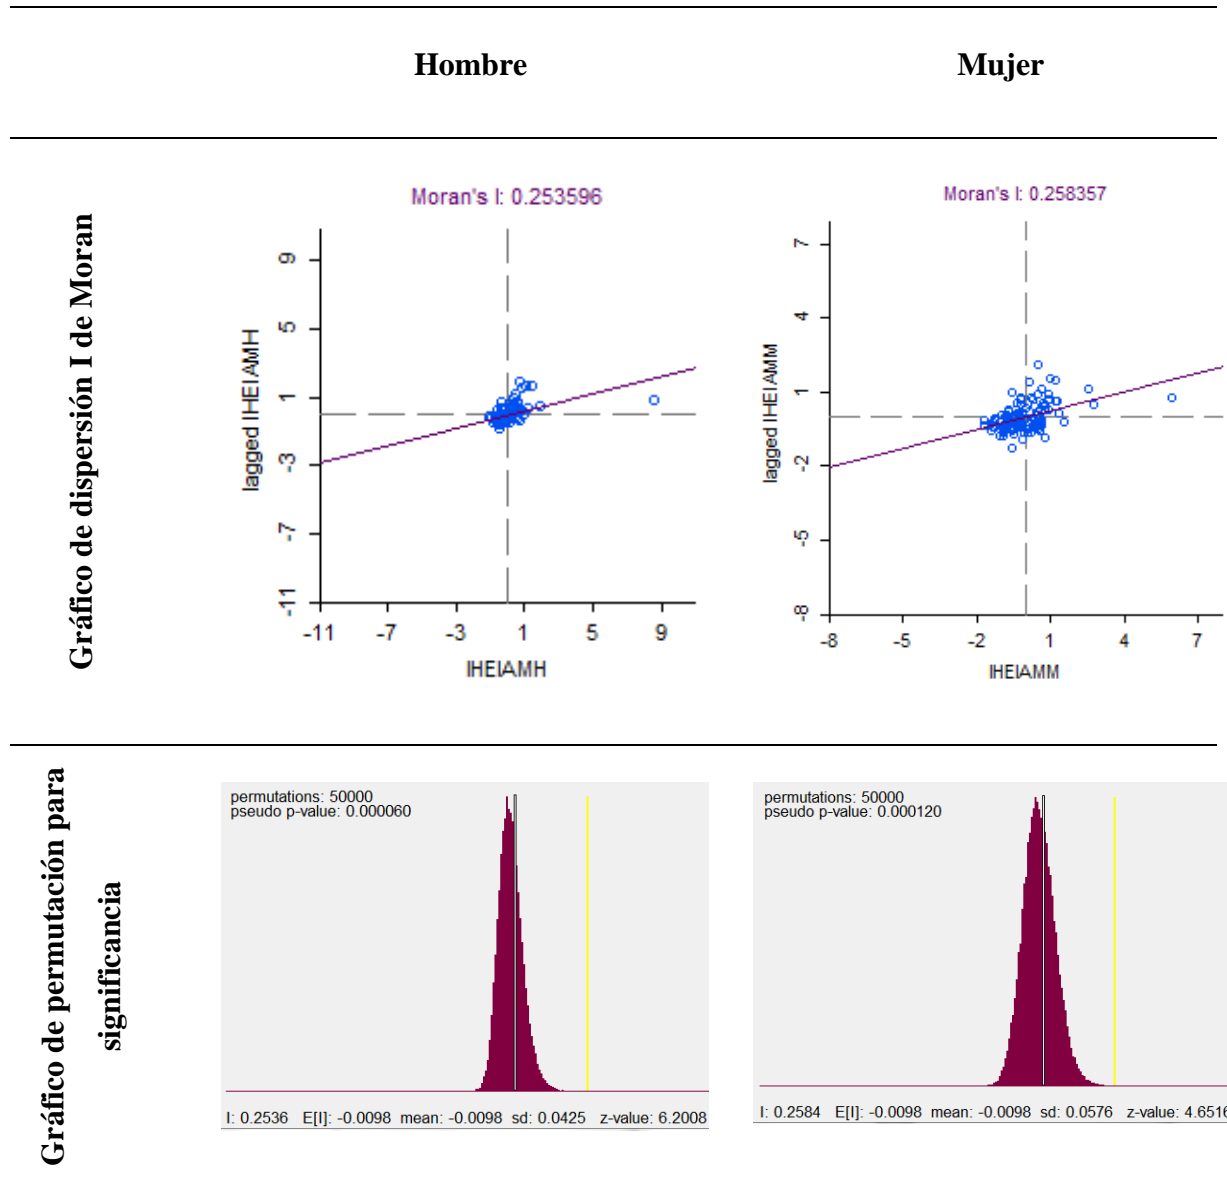 Hombre
Mujer
Gráfico de dispersión I de Moran
Moran's I: 0.253596
lagged IHEIAMH
9
5
1
-3
-7
-11
-11 -7 -3 1 5 9
IHEIAMH
Moran's I: 0.258357
lagged IHEIAMM
7
4
1
-2
-5
-8
-8 -5 -2 1 4 7
IHEIAMM
Gráfico de permutación para
significancia
permutations: 50000
pseudo p-value: 0.000060
I: 0.2536 E[I]: -0.0098 mean: -0.0098 sd: 0.0425 z-value: 6.2008
permutations: 50000
pseudo p-value: 0.000120
I: 0.2584 E[I]: -0.0098 mean: -0.0098 sd: 0.0576 z-value: 4.6516